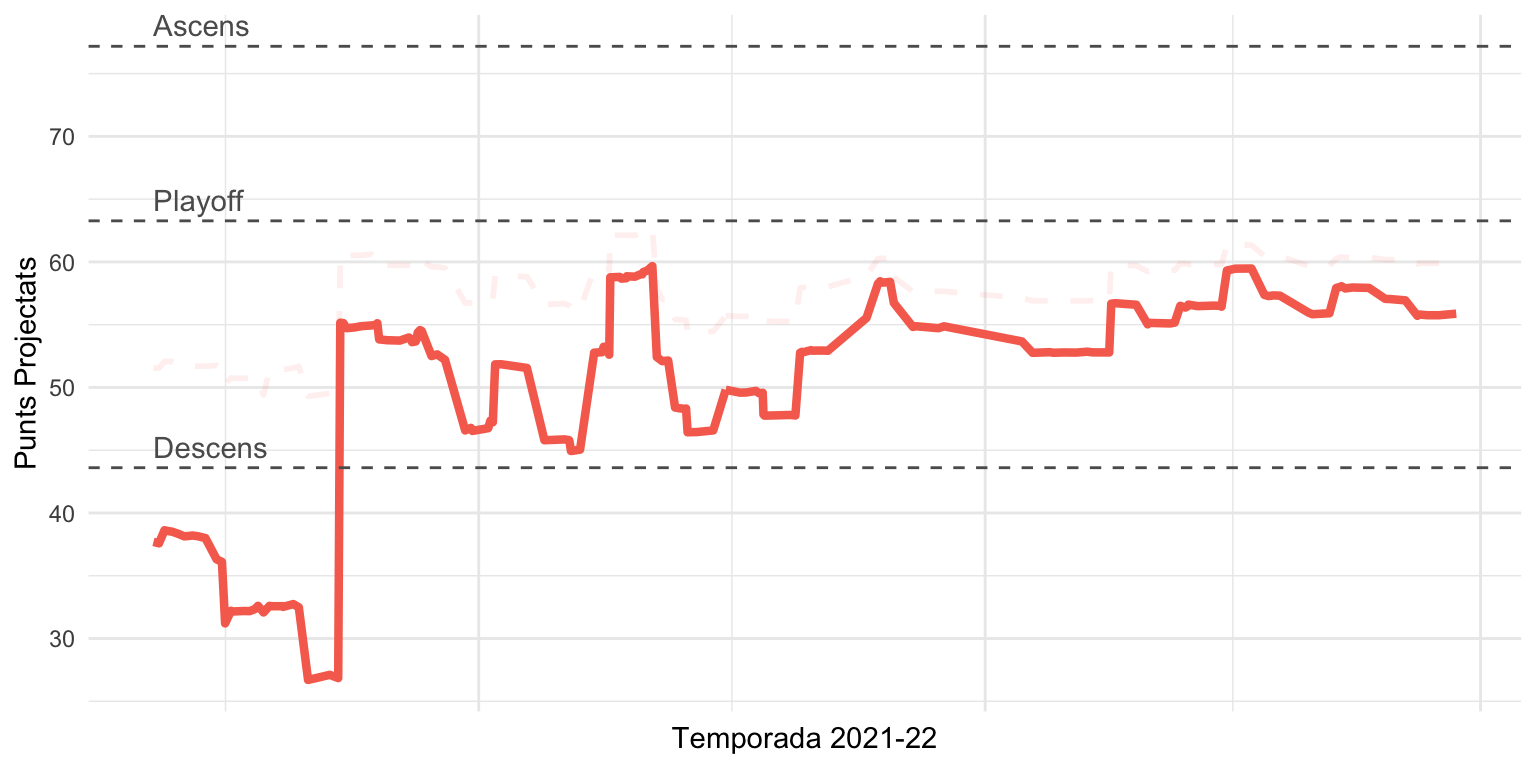 Ascens
70
Playoff
60
50
Descens
40
30
Punts Projectats
Temporada 2021-22